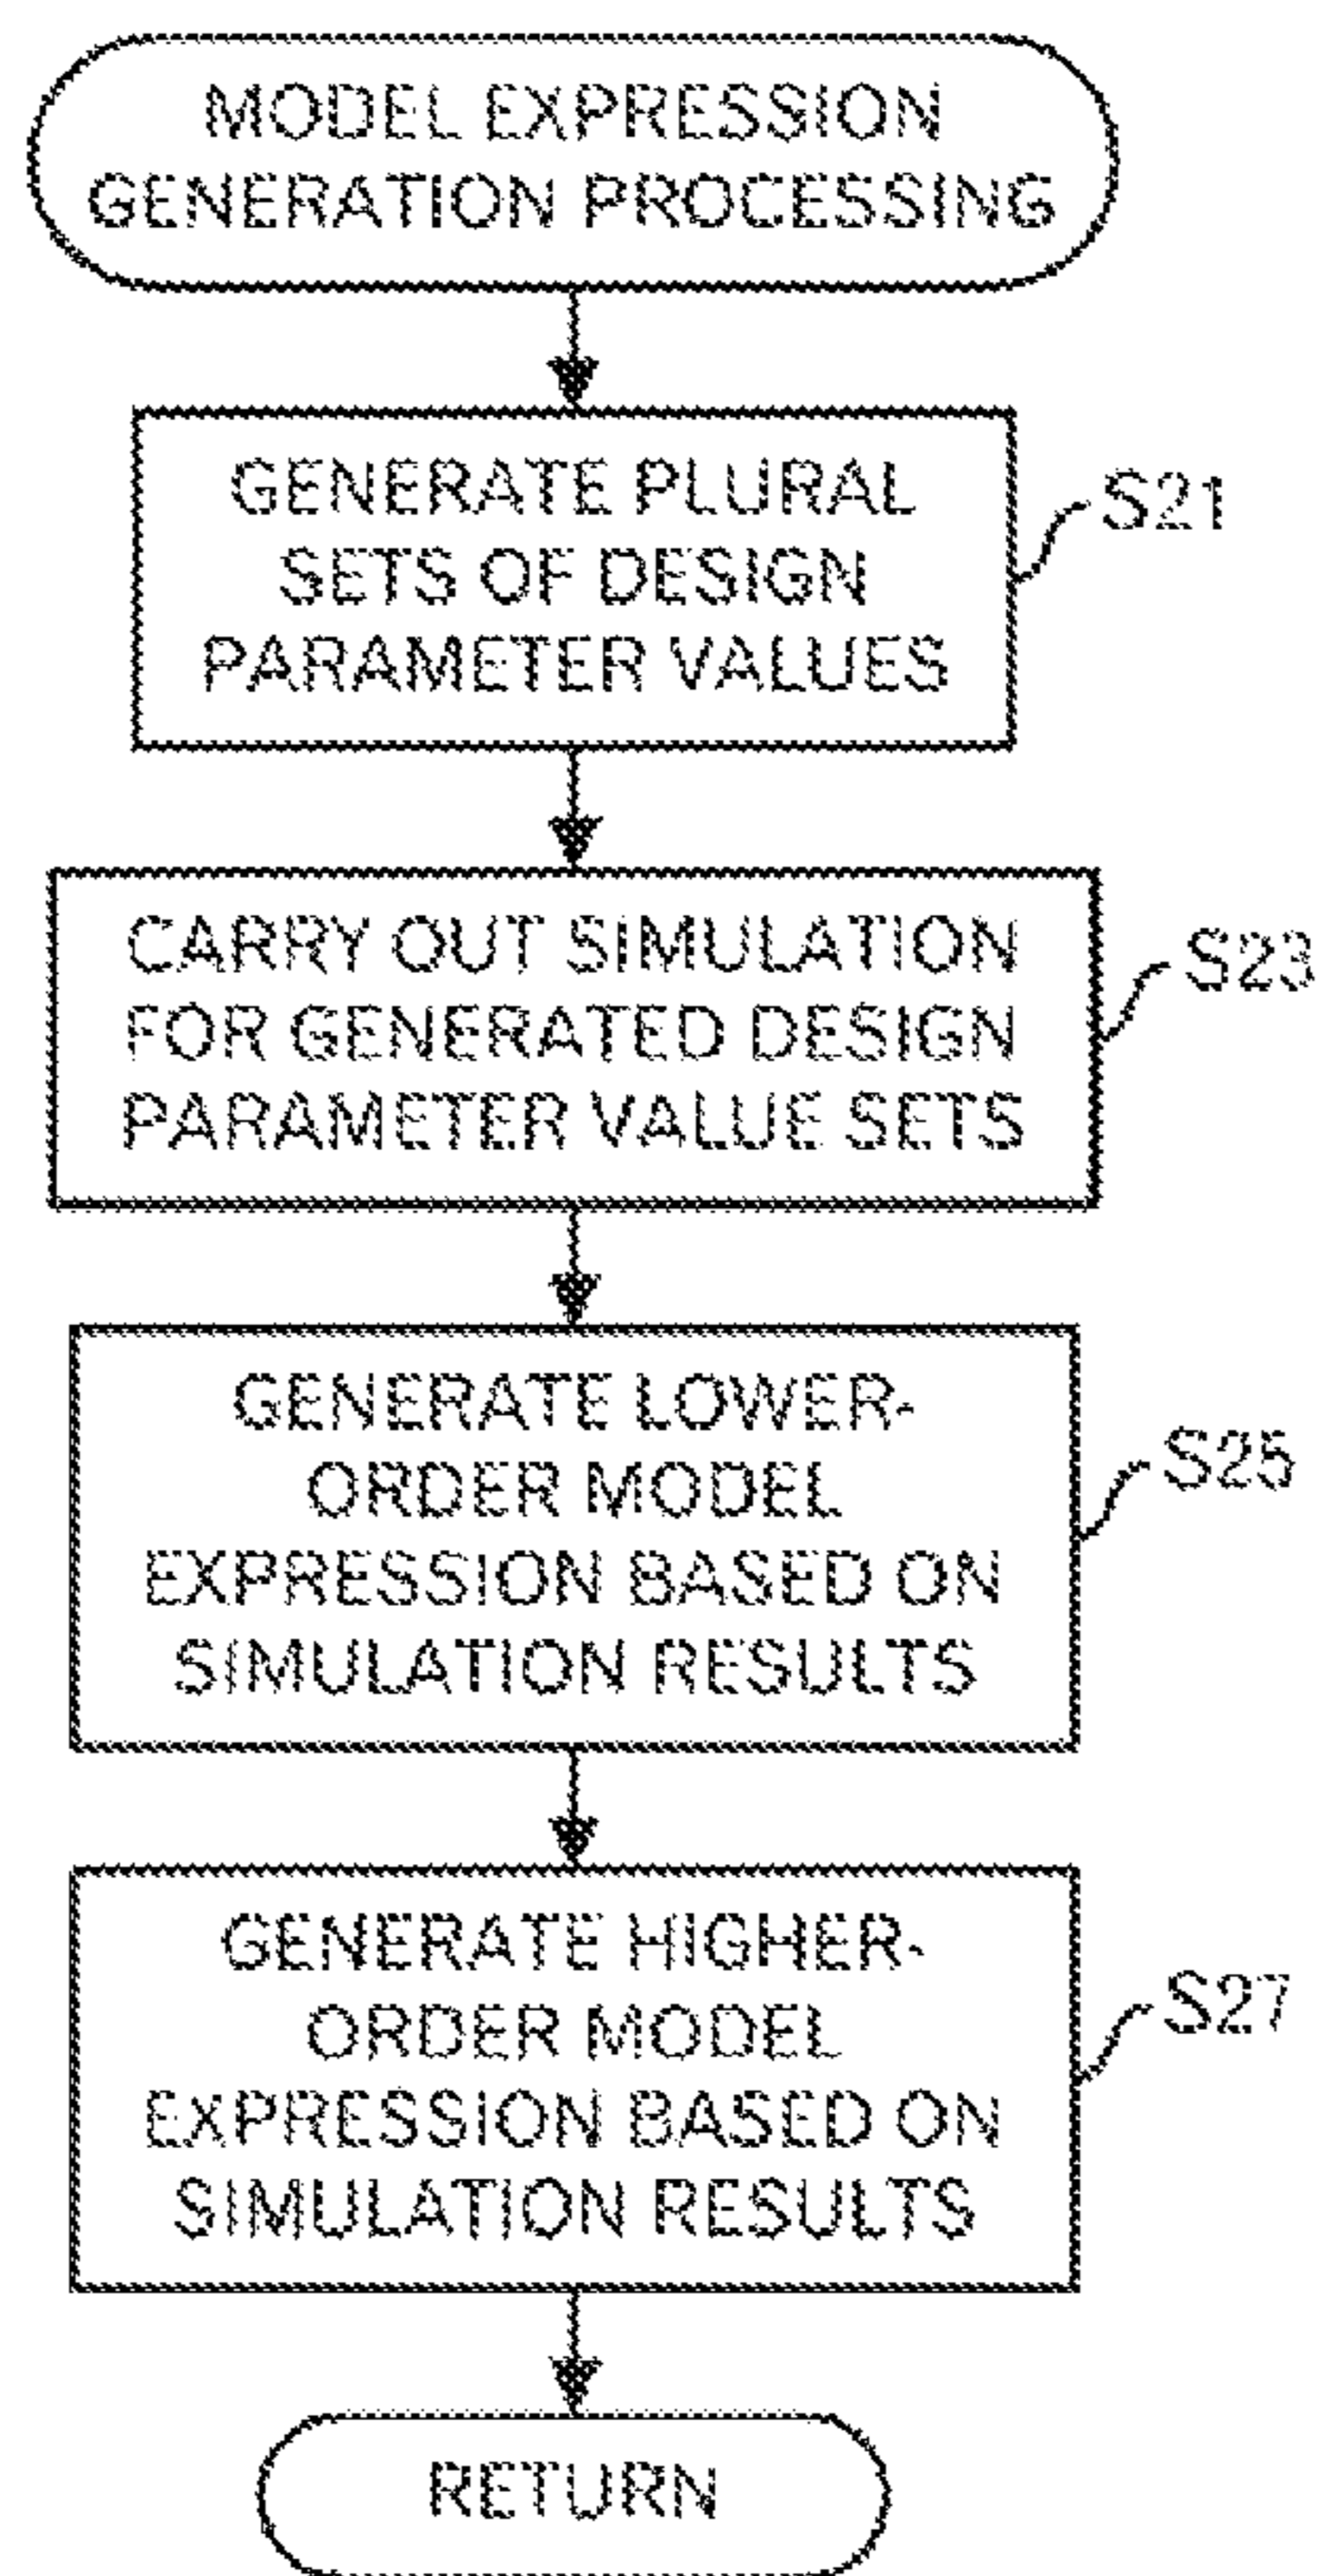 MODEL EXPRESSION
GENERATION PROCESSING
GENERATE PLURAL
SETS OF DESIGN
PARAMETER VALUES
S21
CARRY OUT SIMULATION
FOR GENERATED DESIGN
PARAMETER VALUE SETS
S23
GENERATE LOWER-
ORDER MODEL
EXPRESSION BASED ON
SIMULATION RESULTS
S25
GENERATE HIGHER-
ORDER MODEL
EXPRESSION BASED ON
SIMULATION RESULTS
S27
RETURN